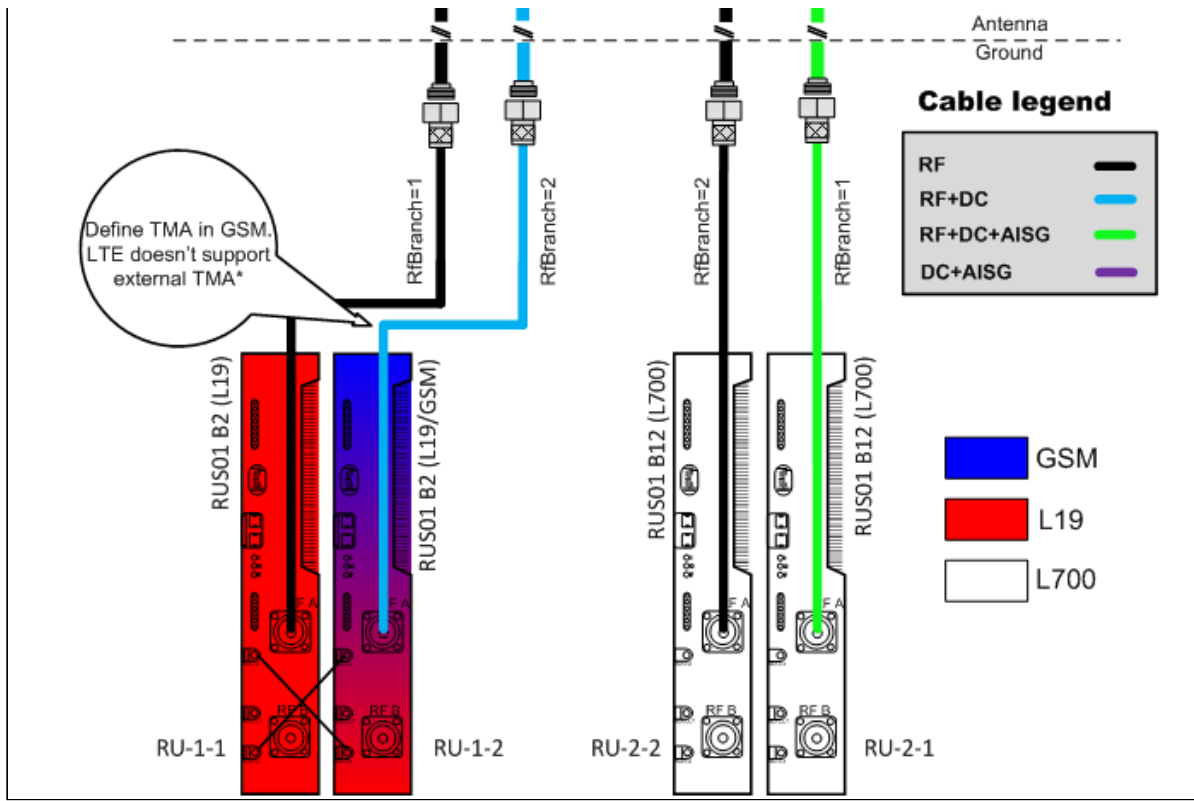 Antenna
Ground
Cable legend
RF
RF+DC
RF+DC+AISG
DC+AISG
RfBranch=1
RfBranch=2
RfBranch=2
RfBranch=1
Define TMA in GSM.
LTE doesn't support
external TMA*
RUS01 B2 (L19)
RUS01 B2 (L19/GSM)
RUS01 B12 (L700)
RUS01 B12 (L700)
GSM
L19
L700
F A
F A
F A
F A
RF B
RF B
RF B
RF B
RU-1-1
RU-1-2
RU-2-2
RU-2-1